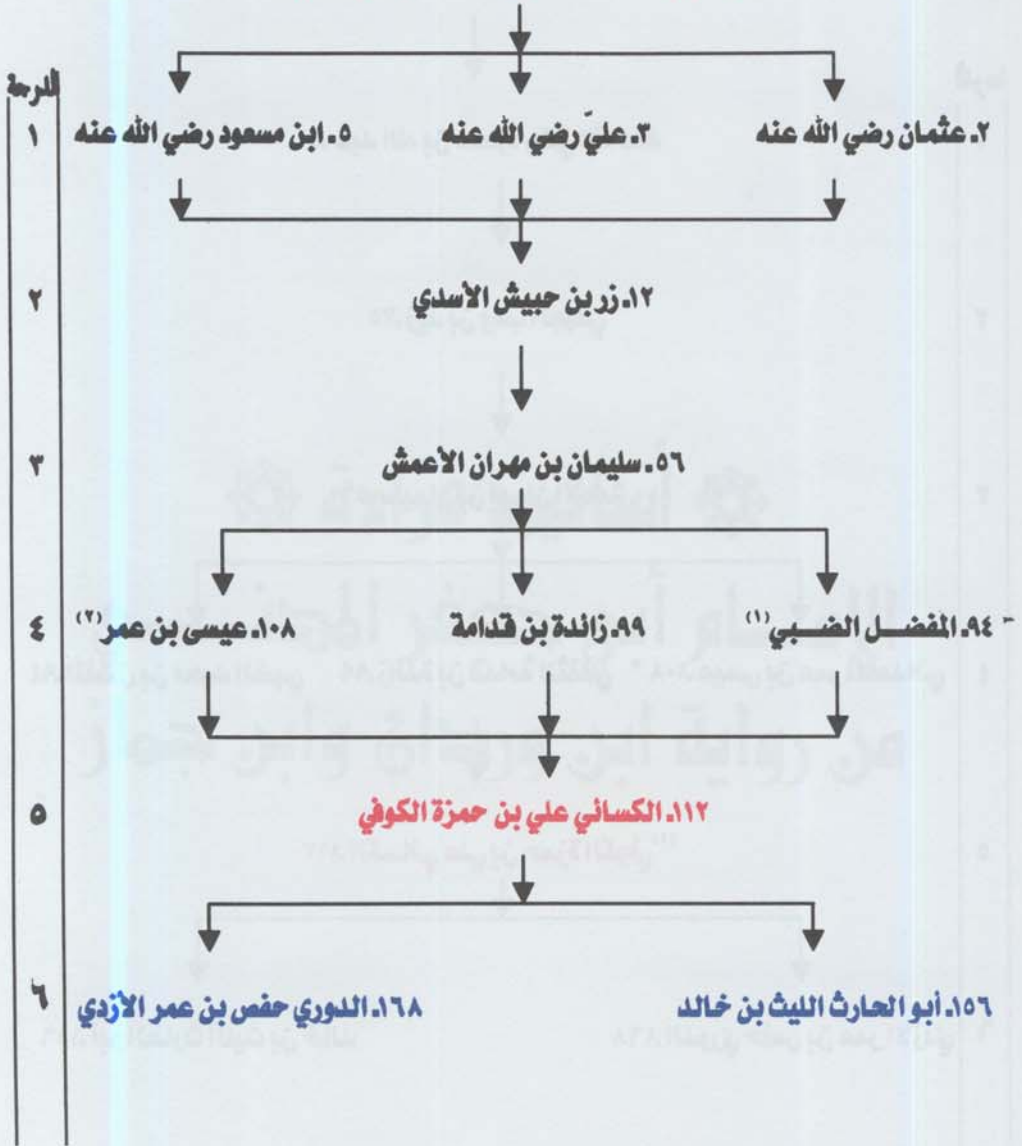 الدرجة
١ ٢. عثمان رضي الله عنه ٣. عليّ رضي الله عنه ٥. ابن مسعود رضي الله عنه
٢ ١٢. زر بن حبيش الأسدي
٣ ٥٦. سليمان بن مهران الأعمش
٤ ٩٤. المفضل الضبي (١) ٩٩. زائدة بن قدامة ١٠٨. عيسى بن عمر (٢)
٥ ١١٢. الكسائي علي بن حمزة الكوفي
٦ ١٥٦. أبو الحارث الليث بن خالد ١٦٨. الدوري حفص بن عمر الأزدي